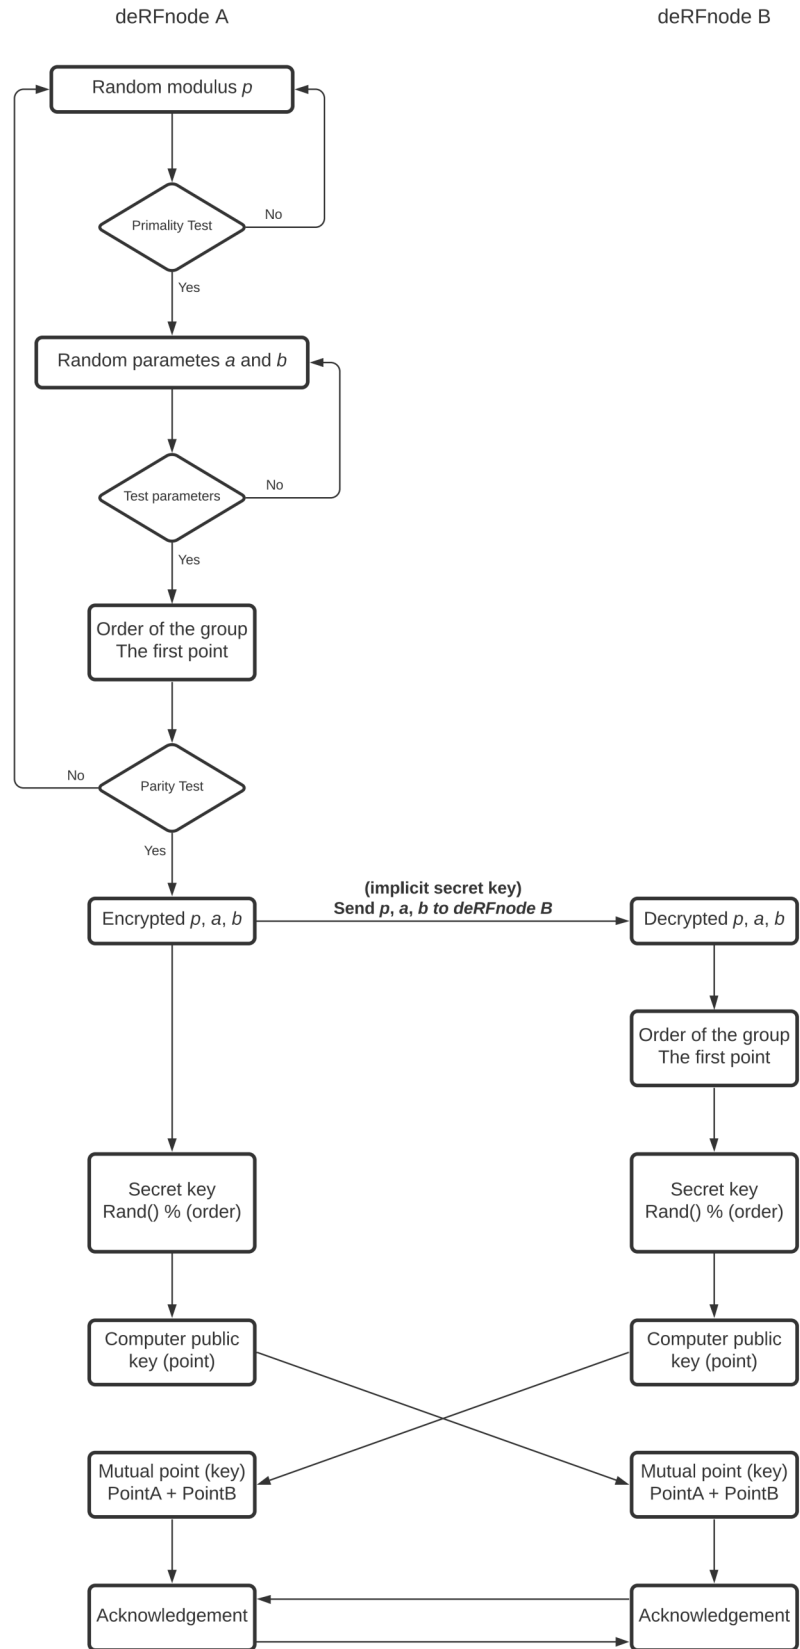 deRFnode A
deRFnode B
Random modulus p
Primality Test
No
Yes
Random parametes a and b
Test parameters
No
Yes
Order of the group
The first point
Parity Test
No
Yes
Encrypted p, a, b
(implicit secret key)
Send p, a, b to deRFnode B
Decrypted p, a, b
Order of the group
The first point
Secret key
Rand() % (order)
Secret key
Rand() % (order)
Computer public
key (point)
Computer public
key (point)
Mutual point (key)
PointA + PointB
Mutual point (key)
PointA + PointB
Acknowledgement
Acknowledgement